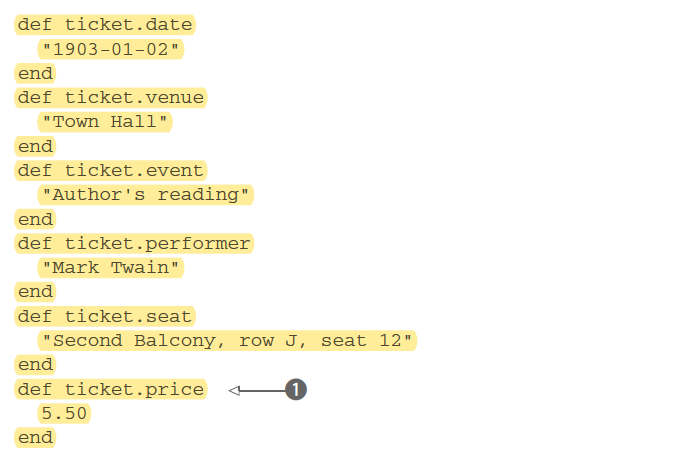 def ticket.date
"1903-01-02"
end
def ticket.venue
"Town Hall"
end
def ticket.event
"Author's reading"
end
def ticket.performer
"Mark Twain"
end
def ticket.seat
"Second Balcony, row J, seat 12"
end
def ticket.price 1
5.50
end